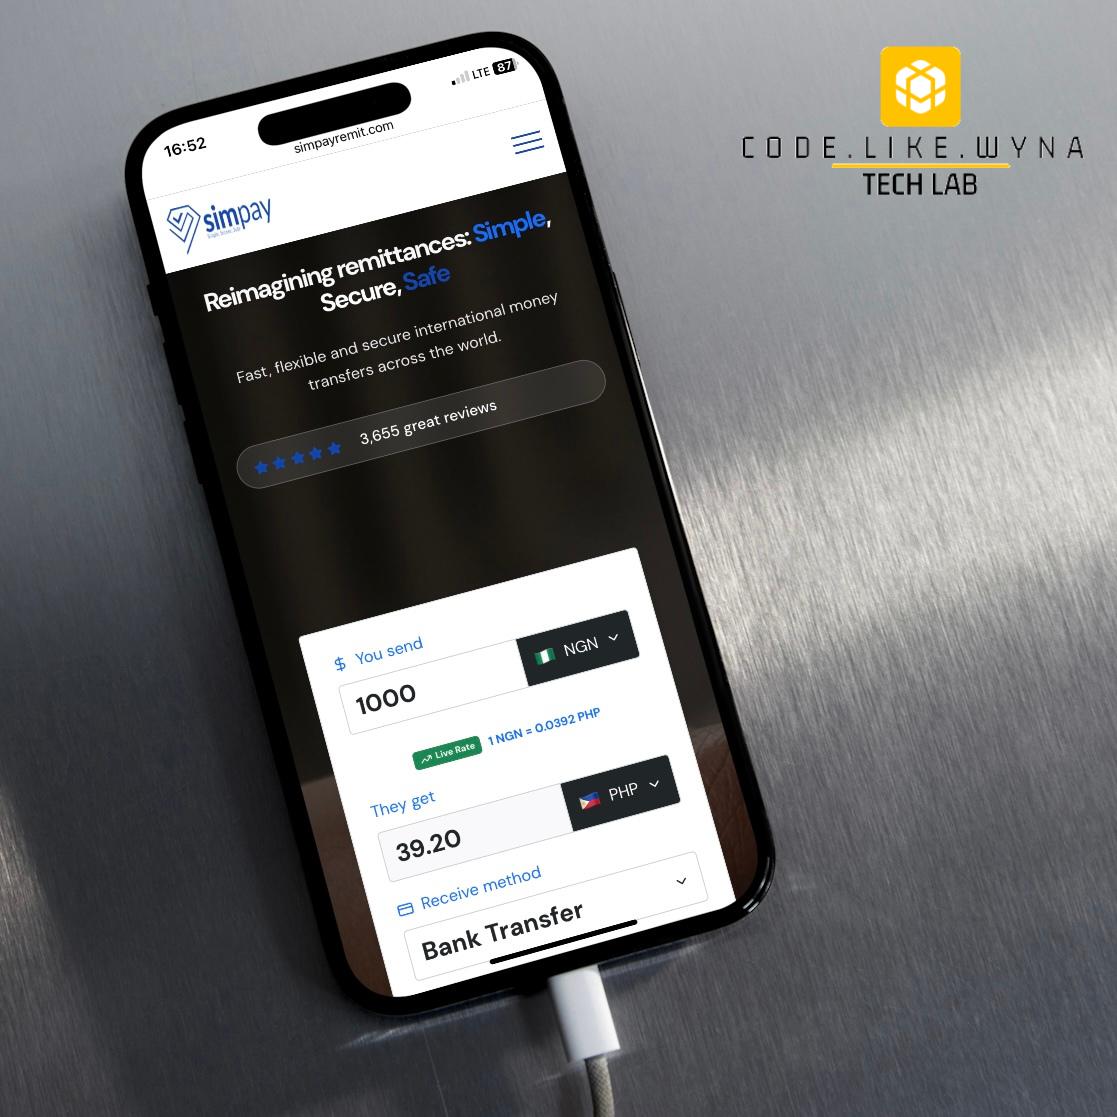 16:52
LTE 87
simpayremit.com
simpay
Reimagining remittances: Simple,
Secure, Safe
Fast, flexible and secure international money
transfers across the world.
3,655 great reviews
$ You send
1000
NGN
Live Rate 1 NGN = 0.0392 PHP
They get
39.20
PHP
Receive method
Bank Transfer
CODE.LIKE.WYNA
TECH LAB